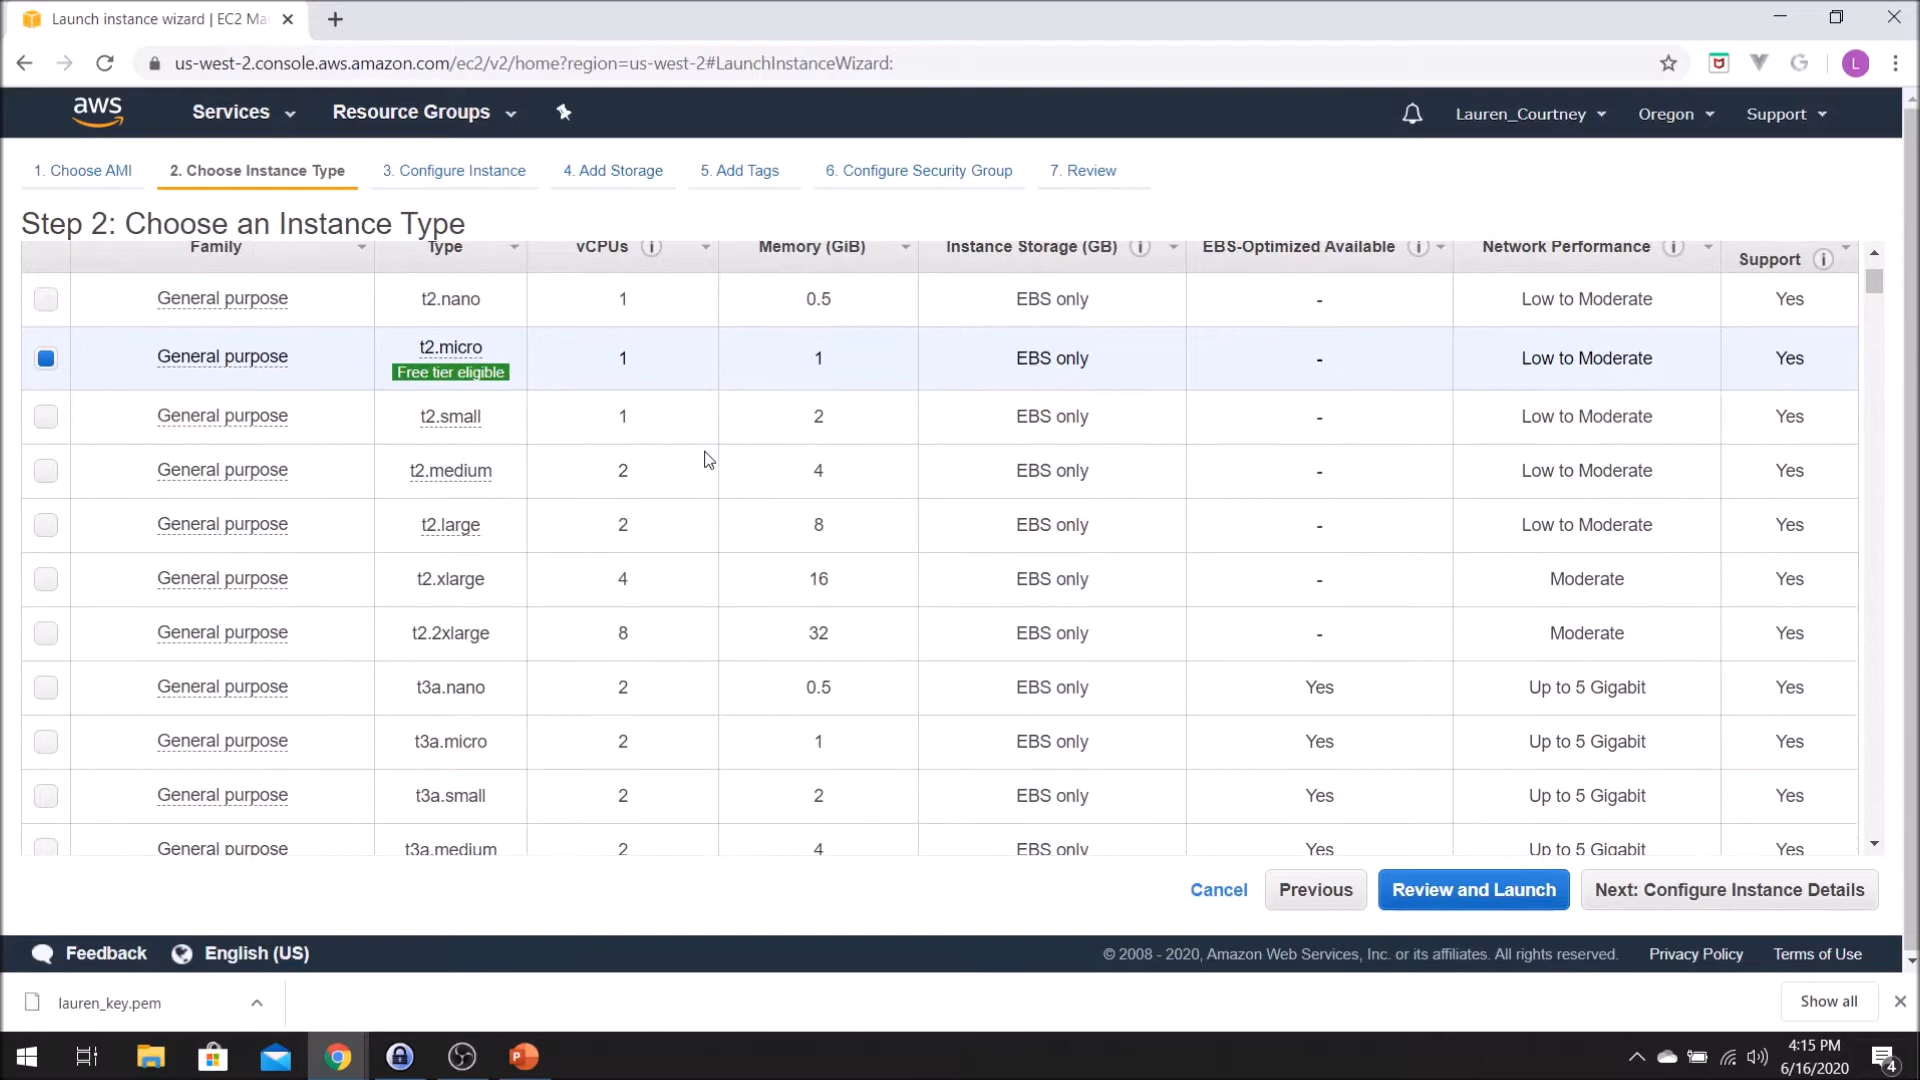 Launch instance wizard | EC2 Ma
us-west-2.console.aws.amazon.com/ec2/v2/home?region=us-west-2#LaunchInstanceWizard:
L
aws Services Resource Groups Lauren_Courtney Oregon Support
1. Choose AMI 2. Choose Instance Type 3. Configure Instance 4. Add Storage 5. Add Tags 6. Configure Security Group 7. Review
Step 2: Choose an Instance Type
Family Type vCPUs i Memory (GiB) Instance Storage (GB) i EBS-Optimized Available i Network Performance i Support i
General purpose t2.nano 1 0.5 EBS only - Low to Moderate Yes
General purpose t2.micro 1 1 EBS only - Low to Moderate Yes
Free tier eligible
General purpose t2.small 1 2 EBS only - Low to Moderate Yes
General purpose t2.medium 2 4 EBS only - Low to Moderate Yes
General purpose t2.large 2 8 EBS only - Low to Moderate Yes
General purpose t2.xlarge 4 16 EBS only - Moderate Yes
General purpose t2.2xlarge 8 32 EBS only - Moderate Yes
General purpose t3a.nano 2 0.5 EBS only Yes Up to 5 Gigabit Yes
General purpose t3a.micro 2 1 EBS only Yes Up to 5 Gigabit Yes
General purpose t3a.small 2 2 EBS only Yes Up to 5 Gigabit Yes
General purpose t3a.medium 2 4 EBS only Yes Up to 5 Gigabit Yes
Cancel Previous Review and Launch Next: Configure Instance Details
Feedback English (US) © 2008 - 2020, Amazon Web Services, Inc. or its affiliates. All rights reserved. Privacy Policy Terms of Use
lauren_key.pem Show all
4:15 PM
6/16/2020
4